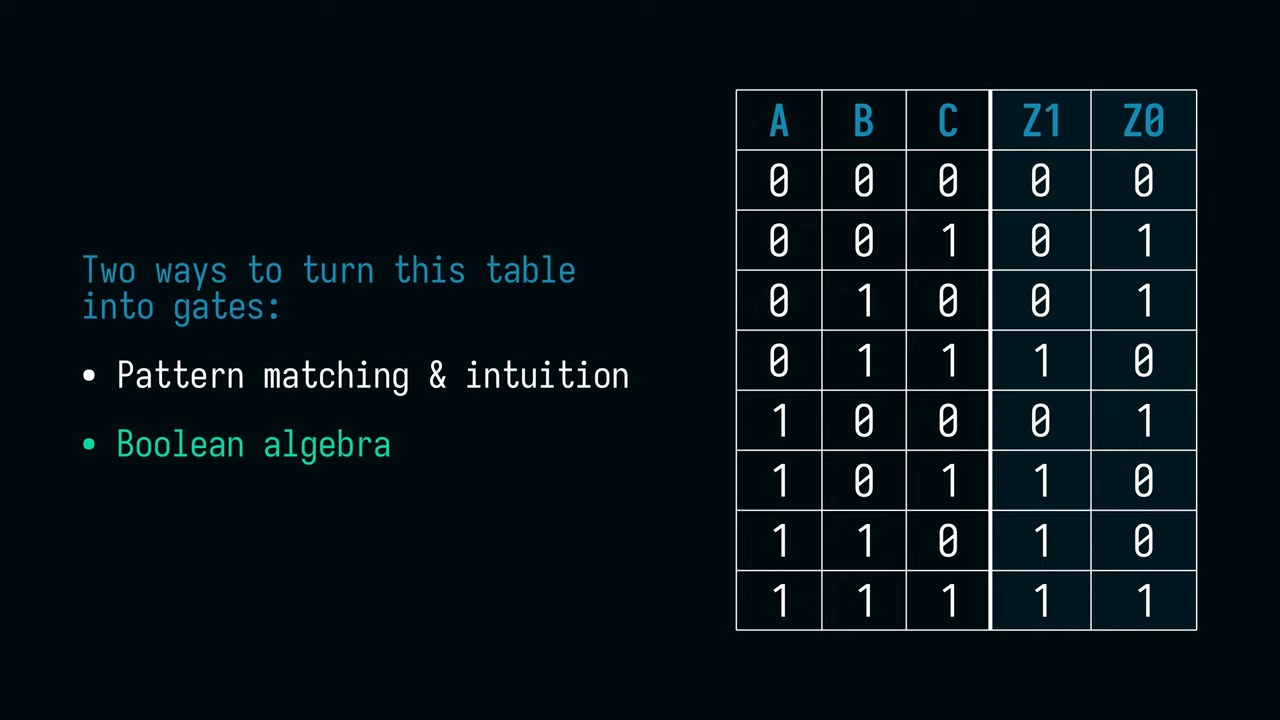 Two ways to turn this table
into gates:
• Pattern matching & intuition
• Boolean algebra
A B C Z1 Z0
0 0 0 0 0
0 0 1 0 1
0 1 0 0 1
0 1 1 1 0
1 0 0 0 1
1 0 1 1 0
1 1 0 1 0
1 1 1 1 1